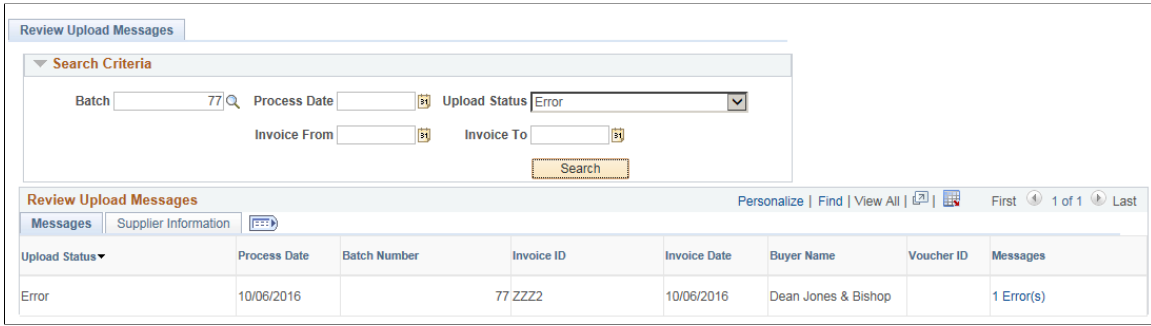 Review Upload Messages
Search Criteria
Batch 77 Process Date 31 Upload Status Error
Invoice From 31 Invoice To 31
Search
Review Upload Messages Personalize | Find | View All | | First 1 of 1 Last
Messages Supplier Information
Upload Status Process Date Batch Number Invoice ID Invoice Date Buyer Name Voucher ID Messages
Error 10/06/2016 77 ZZZ2 10/06/2016 Dean Jones & Bishop 1 Error(s)